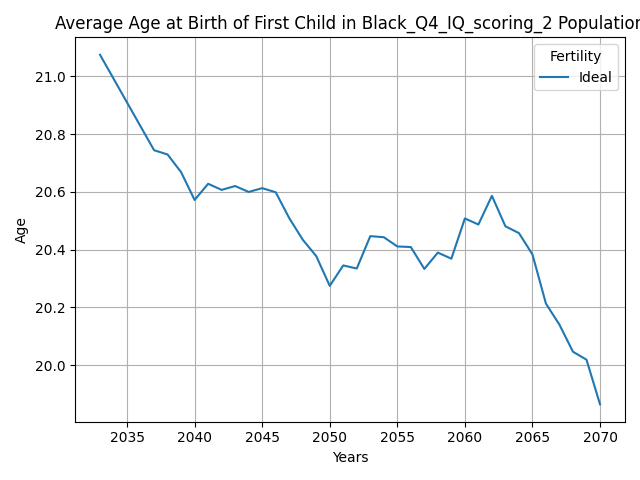 Average Age at Birth of First Child in Black_Q4_IQ_scoring_2 Population
Fertility
Ideal
Age
21.0
20.8
20.6
20.4
20.2
20.0
2035 2040 2045 2050 2055 2060 2065 2070
Years